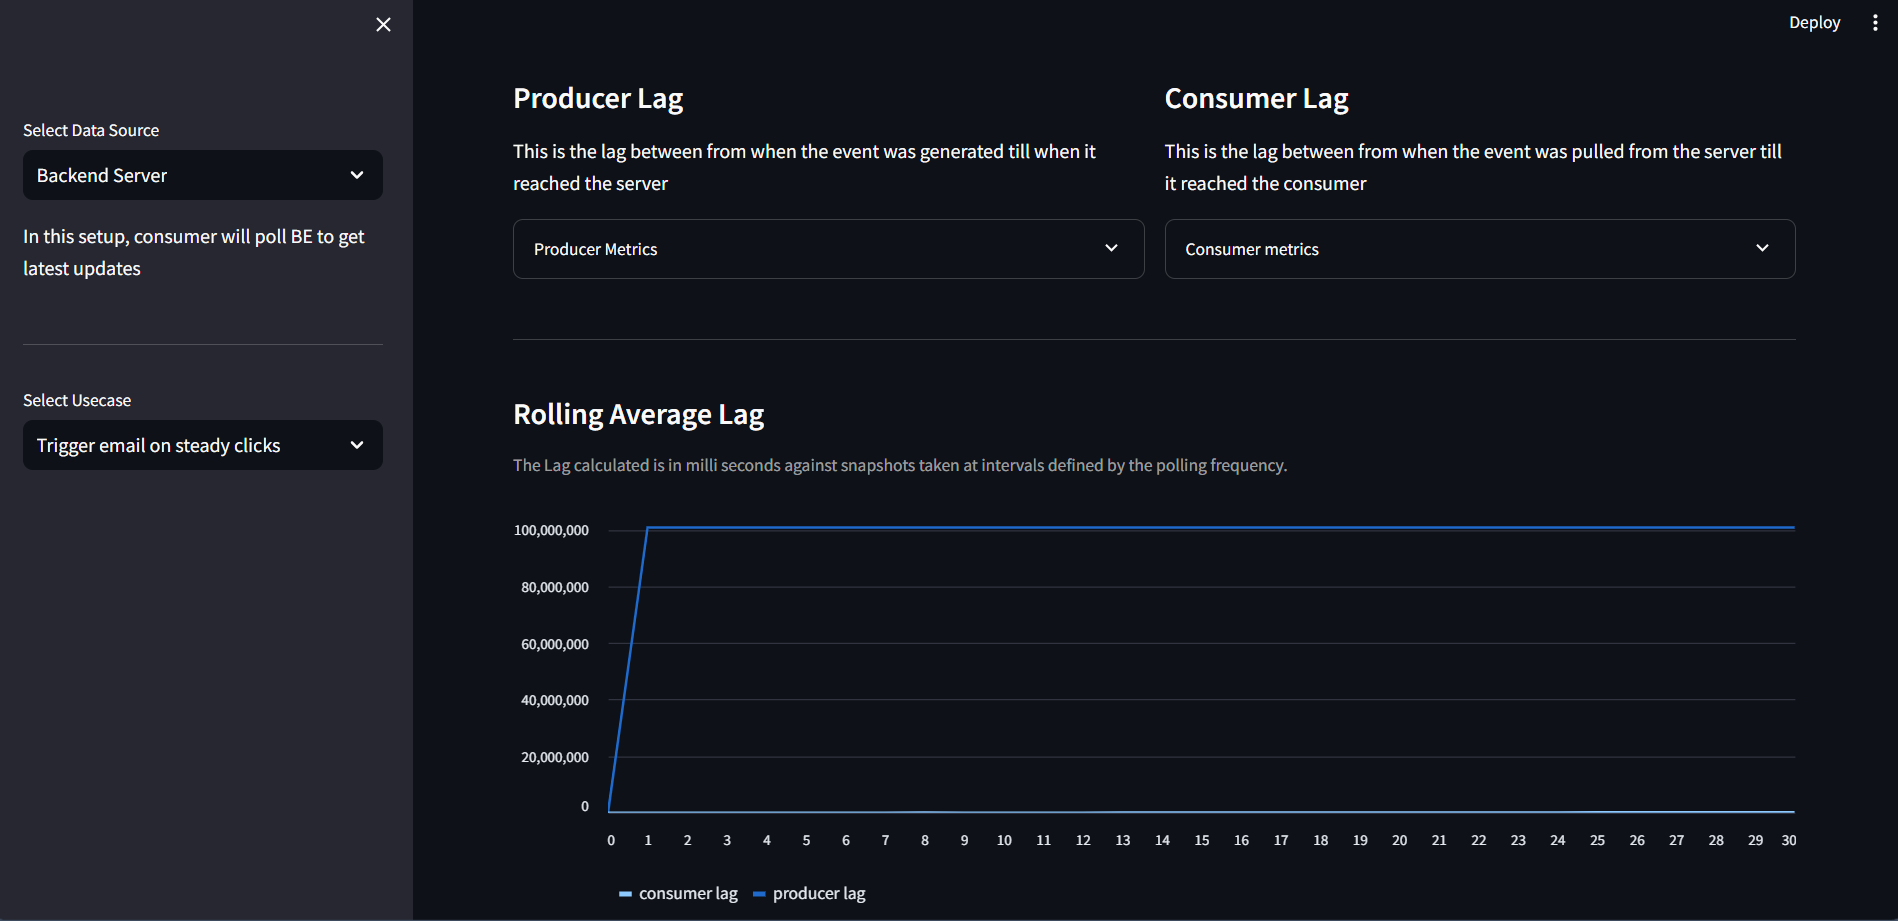 Deploy
Select Data Source
Backend Server
In this setup, consumer will poll BE to get
latest updates
Select Usecase
Trigger email on steady clicks
Producer Lag
This is the lag between from when the event was generated till when it
reached the server
Producer Metrics
Consumer Lag
This is the lag between from when the event was pulled from the server till
it reached the consumer
Consumer metrics
Rolling Average Lag
The Lag calculated is in milli seconds against snapshots taken at intervals defined by the polling frequency.
100,000,000
80,000,000
60,000,000
40,000,000
20,000,000
0
0 1 2 3 4 5 6 7 8 9 10 11 12 13 14 15 16 17 18 19 20 21 22 23 24 25 26 27 28 29 30
consumer lag producer lag